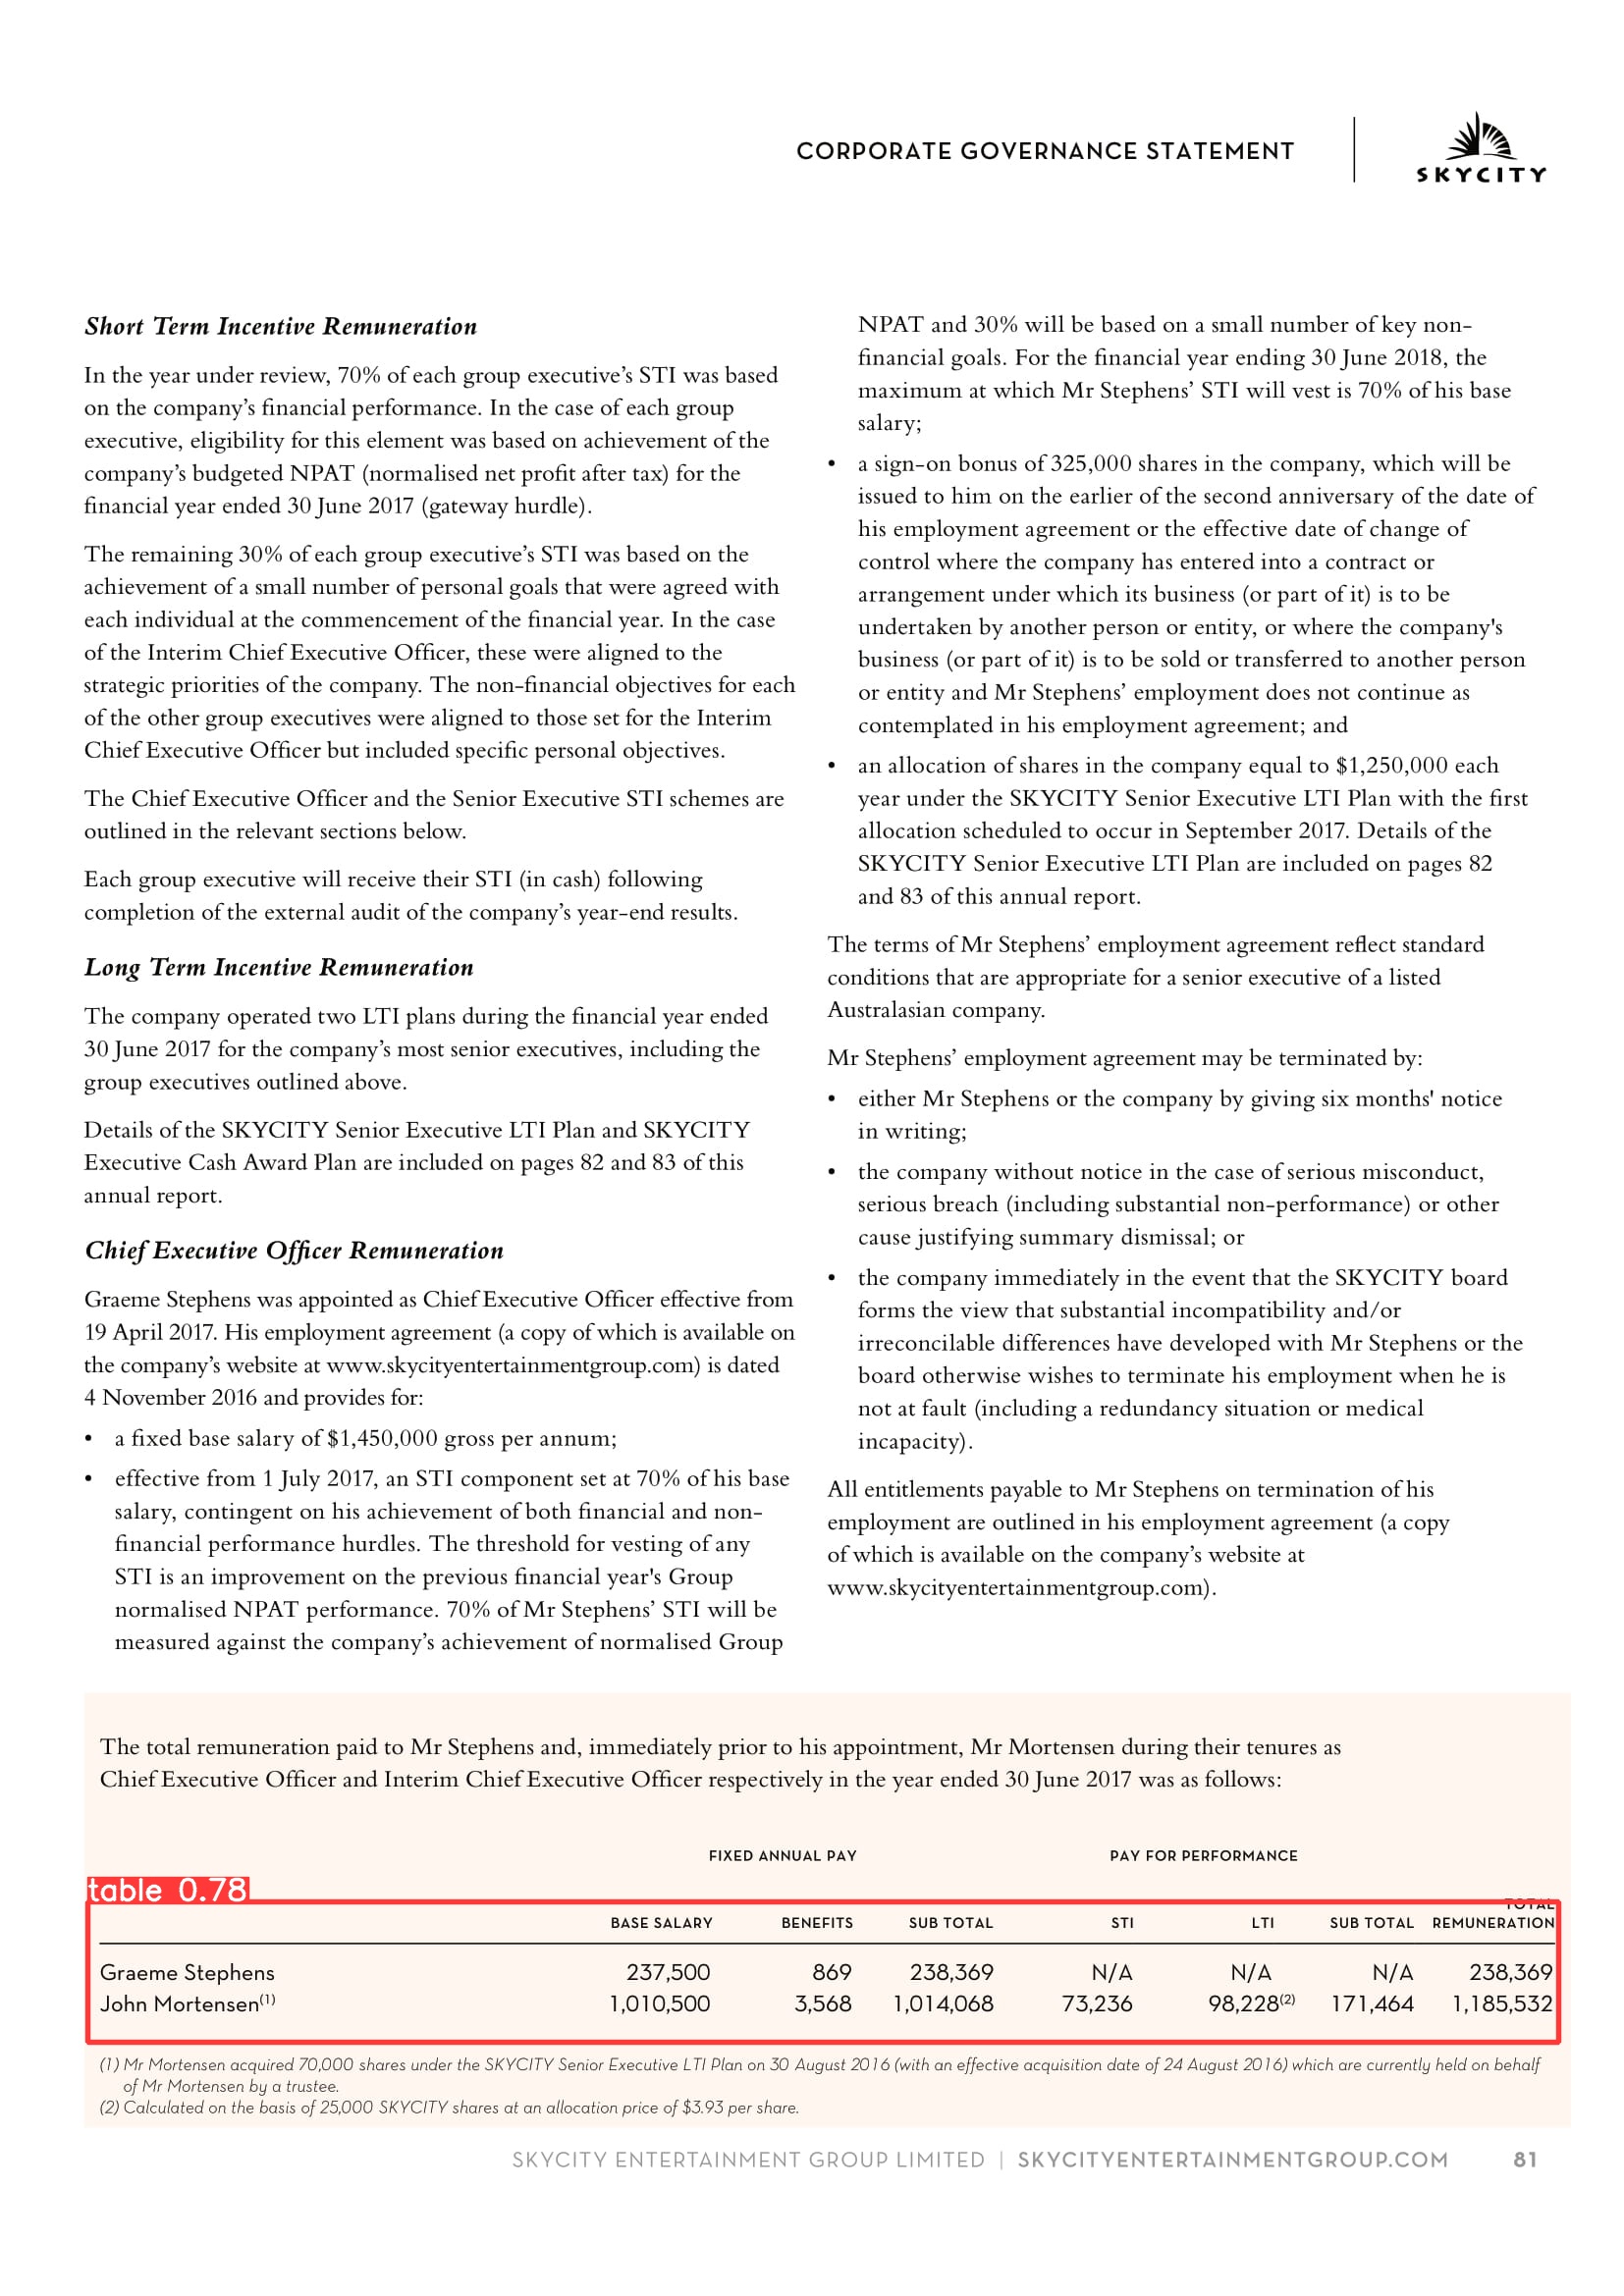 CORPORATE GOVERNANCE STATEMENT
SKYCITY
Short Term Incentive Remuneration
In the year under review, 70% of each group executive’s STI was based
on the company’s financial performance. In the case of each group
executive, eligibility for this element was based on achievement of the
company’s budgeted NPAT (normalised net profit after tax) for the
financial year ended 30 June 2017 (gateway hurdle).
The remaining 30% of each group executive’s STI was based on the
achievement of a small number of personal goals that were agreed with
each individual at the commencement of the financial year. In the case
of the Interim Chief Executive Officer, these were aligned to the
strategic priorities of the company. The non-financial objectives for each
of the other group executives were aligned to those set for the Interim
Chief Executive Officer but included specific personal objectives.
The Chief Executive Officer and the Senior Executive STI schemes are
outlined in the relevant sections below.
Each group executive will receive their STI (in cash) following
completion of the external audit of the company’s year-end results.
Long Term Incentive Remuneration
The company operated two LTI plans during the financial year ended
30 June 2017 for the company’s most senior executives, including the
group executives outlined above.
Details of the SKYCITY Senior Executive LTI Plan and SKYCITY
Executive Cash Award Plan are included on pages 82 and 83 of this
annual report.
Chief Executive Officer Remuneration
Graeme Stephens was appointed as Chief Executive Officer effective from
19 April 2017. His employment agreement (a copy of which is available on
the company’s website at www.skycityentertainmentgroup.com) is dated
4 November 2016 and provides for:
• a fixed base salary of $1,450,000 gross per annum;
• effective from 1 July 2017, an STI component set at 70% of his base
salary, contingent on his achievement of both financial and non-
financial performance hurdles. The threshold for vesting of any
STI is an improvement on the previous financial year's Group
normalised NPAT performance. 70% of Mr Stephens’ STI will be
measured against the company’s achievement of normalised Group
NPAT and 30% will be based on a small number of key non-
financial goals. For the financial year ending 30 June 2018, the
maximum at which Mr Stephens’ STI will vest is 70% of his base
salary;
• a sign-on bonus of 325,000 shares in the company, which will be
issued to him on the earlier of the second anniversary of the date of
his employment agreement or the effective date of change of
control where the company has entered into a contract or
arrangement under which its business (or part of it) is to be
undertaken by another person or entity, or where the company's
business (or part of it) is to be sold or transferred to another person
or entity and Mr Stephens’ employment does not continue as
contemplated in his employment agreement; and
• an allocation of shares in the company equal to $1,250,000 each
year under the SKYCITY Senior Executive LTI Plan with the first
allocation scheduled to occur in September 2017. Details of the
SKYCITY Senior Executive LTI Plan are included on pages 82
and 83 of this annual report.
The terms of Mr Stephens’ employment agreement reflect standard
conditions that are appropriate for a senior executive of a listed
Australasian company.
Mr Stephens’ employment agreement may be terminated by:
• either Mr Stephens or the company by giving six months' notice
in writing;
• the company without notice in the case of serious misconduct,
serious breach (including substantial non-performance) or other
cause justifying summary dismissal; or
• the company immediately in the event that the SKYCITY board
forms the view that substantial incompatibility and/or
irreconcilable differences have developed with Mr Stephens or the
board otherwise wishes to terminate his employment when he is
not at fault (including a redundancy situation or medical
incapacity).
All entitlements payable to Mr Stephens on termination of his
employment are outlined in his employment agreement (a copy
of which is available on the company’s website at
www.skycityentertainmentgroup.com).
The total remuneration paid to Mr Stephens and, immediately prior to his appointment, Mr Mortensen during their tenures as
Chief Executive Officer and Interim Chief Executive Officer respectively in the year ended 30 June 2017 was as follows:
FIXED ANNUAL PAY PAY FOR PERFORMANCE
table 0.78
TOTAL
BASE SALARY BENEFITS SUB TOTAL STI LTI SUB TOTAL REMUNERATION
Graeme Stephens 237,500 869 238,369 N/A N/A N/A 238,369
John Mortensen(1) 1,010,500 3,568 1,014,068 73,236 98,228(2) 171,464 1,185,532
(1) Mr Mortensen acquired 70,000 shares under the SKYCITY Senior Executive LTI Plan on 30 August 2016 (with an effective acquisition date of 24 August 2016) which are currently held on behalf
of Mr Mortensen by a trustee.
(2) Calculated on the basis of 25,000 SKYCITY shares at an allocation price of $3.93 per share.
SKYCITY ENTERTAINMENT GROUP LIMITED | SKYCITYENTERTAINMENTGROUP.COM 81